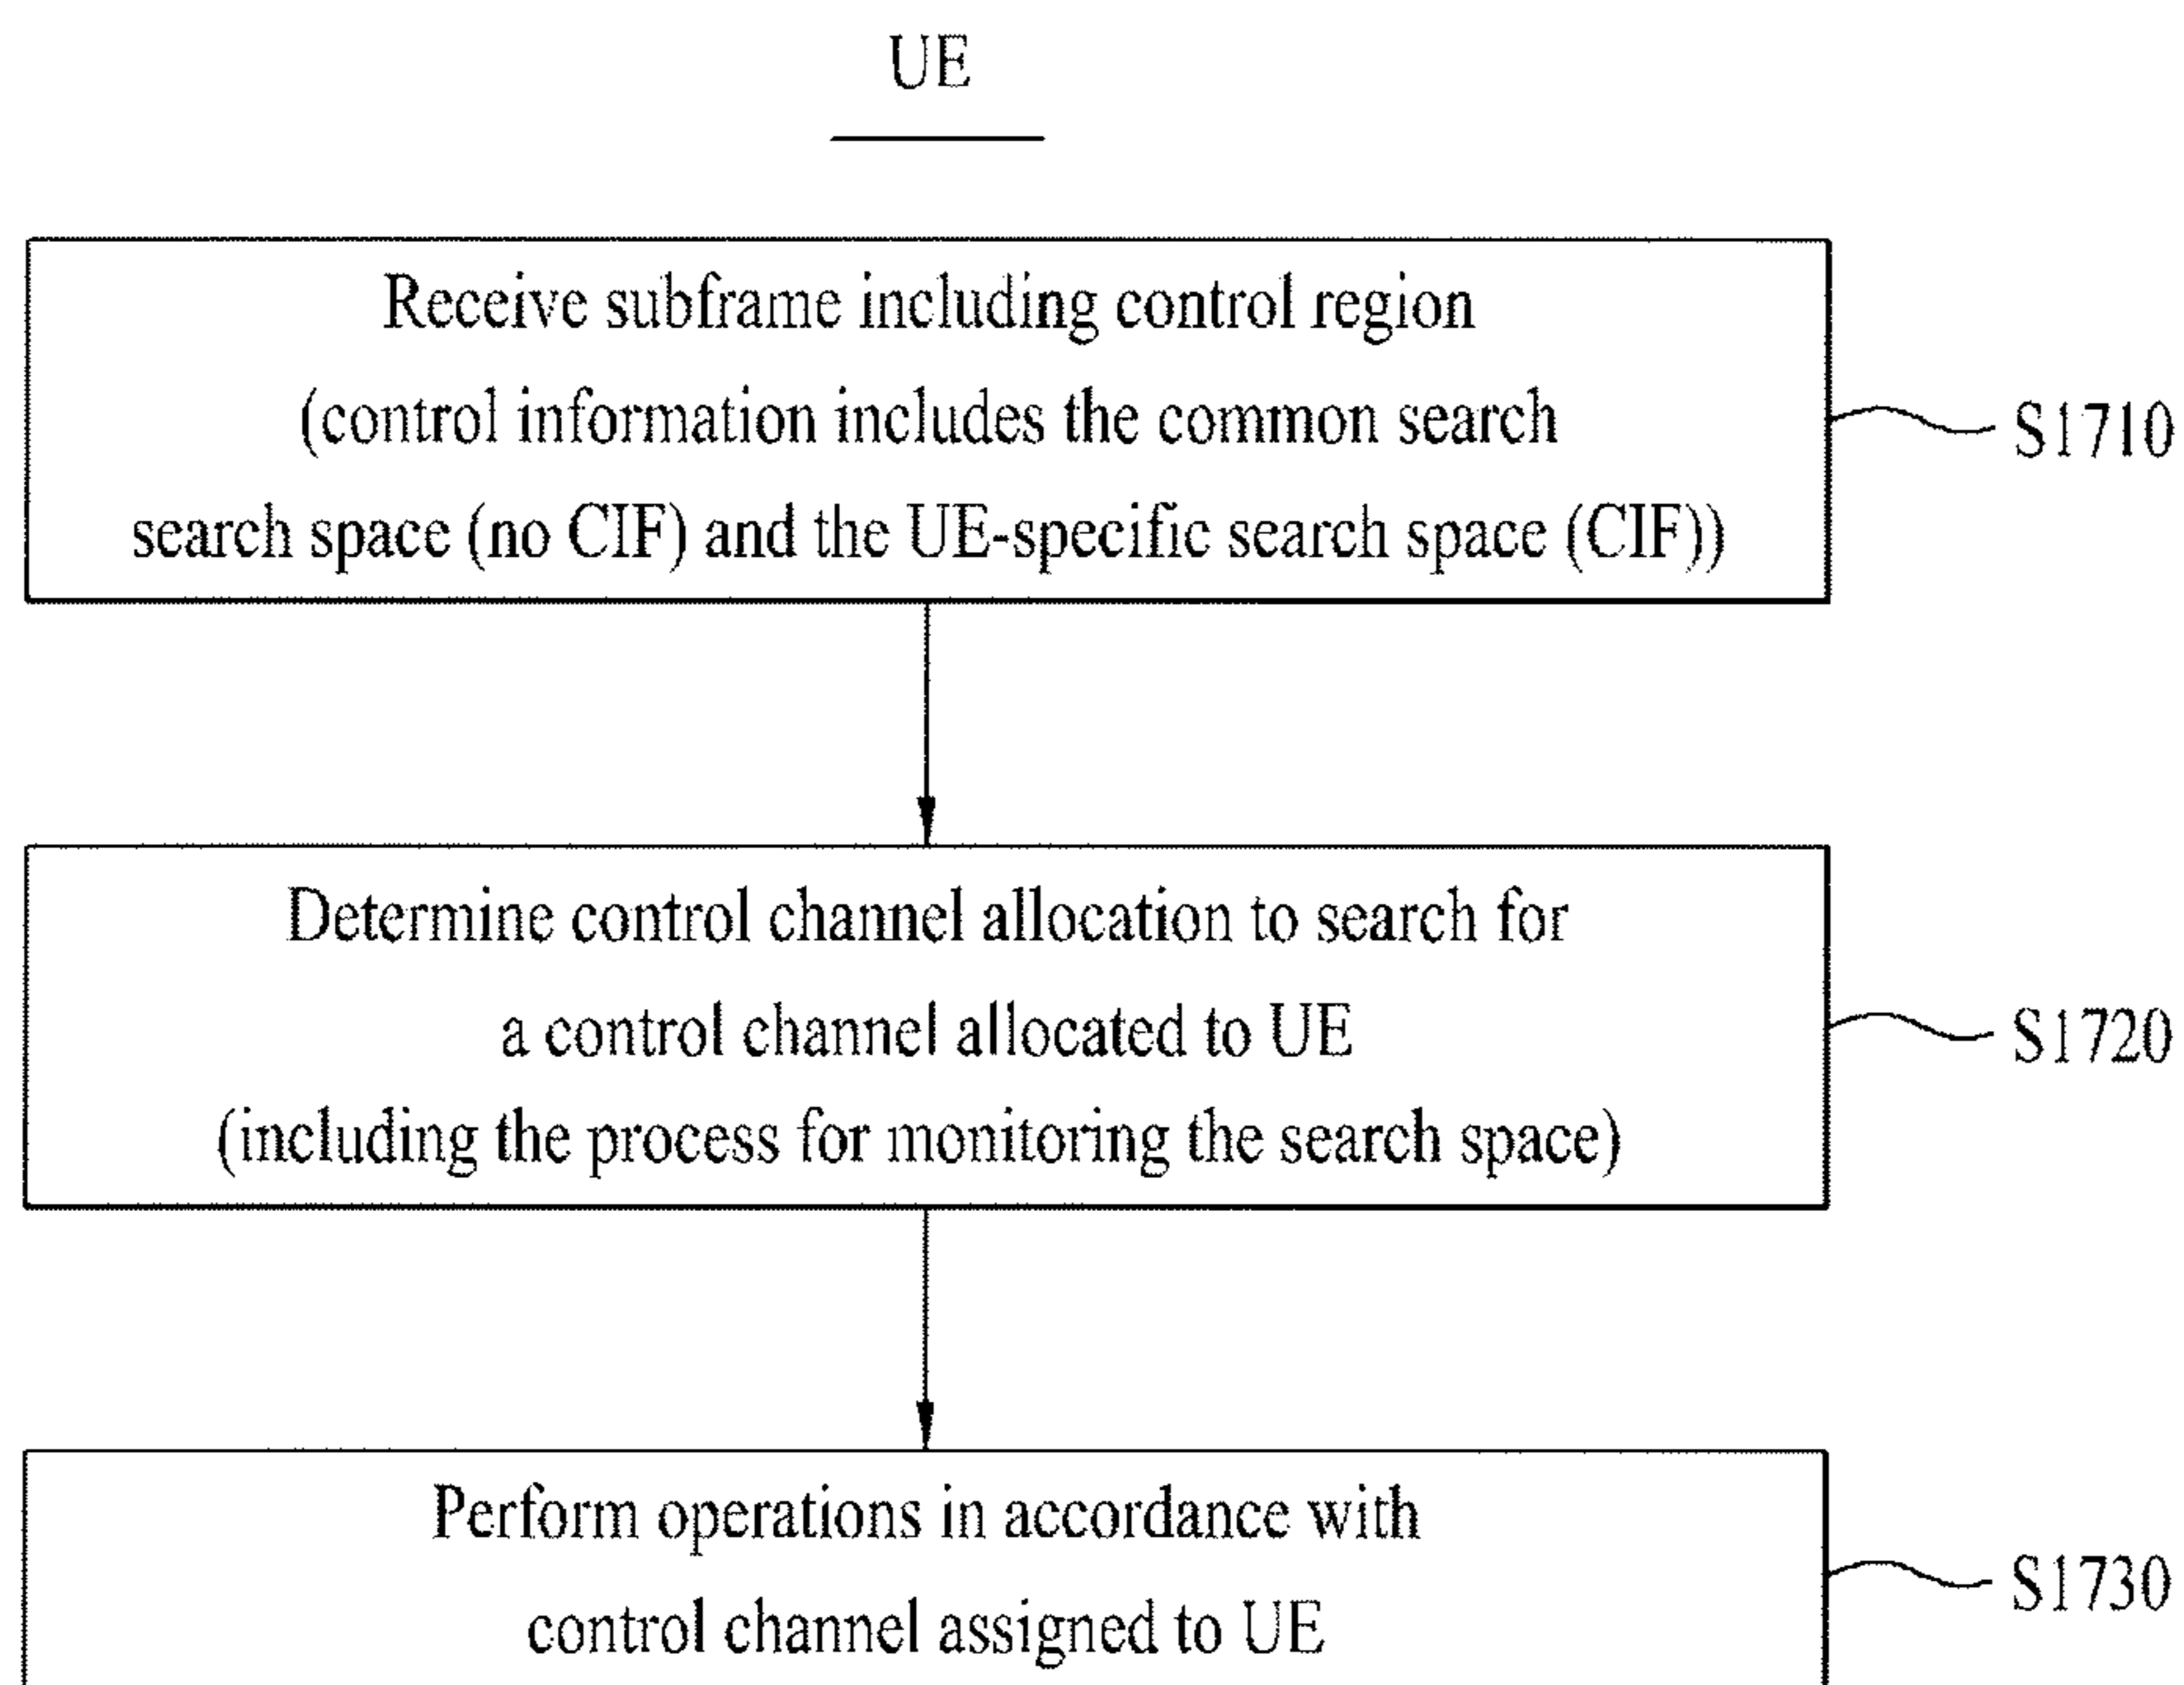 UE
Receive subframe including control region
(control information includes the common search
search space (no CIF) and the UE-specific search space (CIF))
S1710
Determine control channel allocation to search for
a control channel allocated to UE
(including the process for monitoring the search space)
S1720
Perform operations in accordance with
control channel assigned to UE
S1730